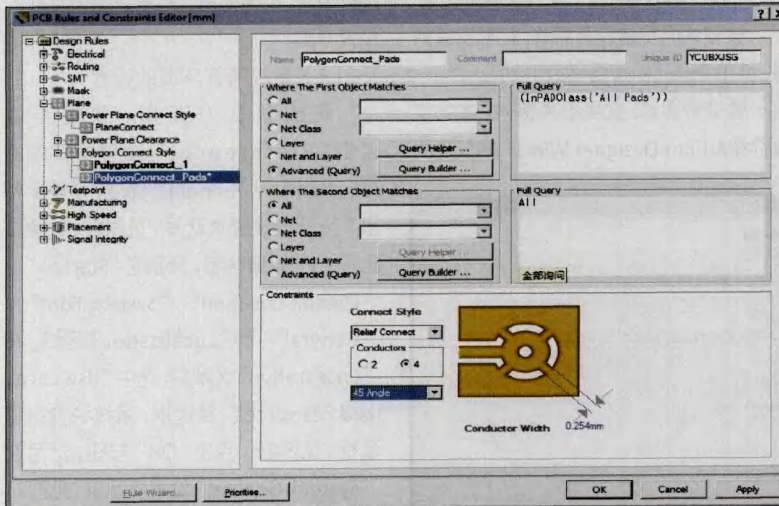 PCB Rules and Constraints Editor [mm]
Design Rules
Electrical
Routing
SMT
Mask
Plane
Power Plane Connect Style
PlaneConnect
Power Plane Clearance
Polygon Connect Style
PolygonConnect_1
PolygonConnect_Pads*
Testpoint
Manufacturing
High Speed
Placement
Signal Integrity
Name PolygonConnect_Pads Comment Unique ID YCUBXJSG
Where The First Object Matches
All
Net
Net Class
Layer
Net and Layer
Advanced (Query)
Query Helper ...
Query Builder ...
Full Query
(InPADClass('All Pads'))
Where The Second Object Matches
All
Net
Net Class
Layer
Net and Layer
Advanced (Query)
Query Helper ...
Query Builder ...
Full Query
All
全部询问
Constraints
Connect Style
Relief Connect
Conductors
2 4
45 Angle
Conductor Width 0.254mm
Rule Wizard... Priorities... OK Cancel Apply